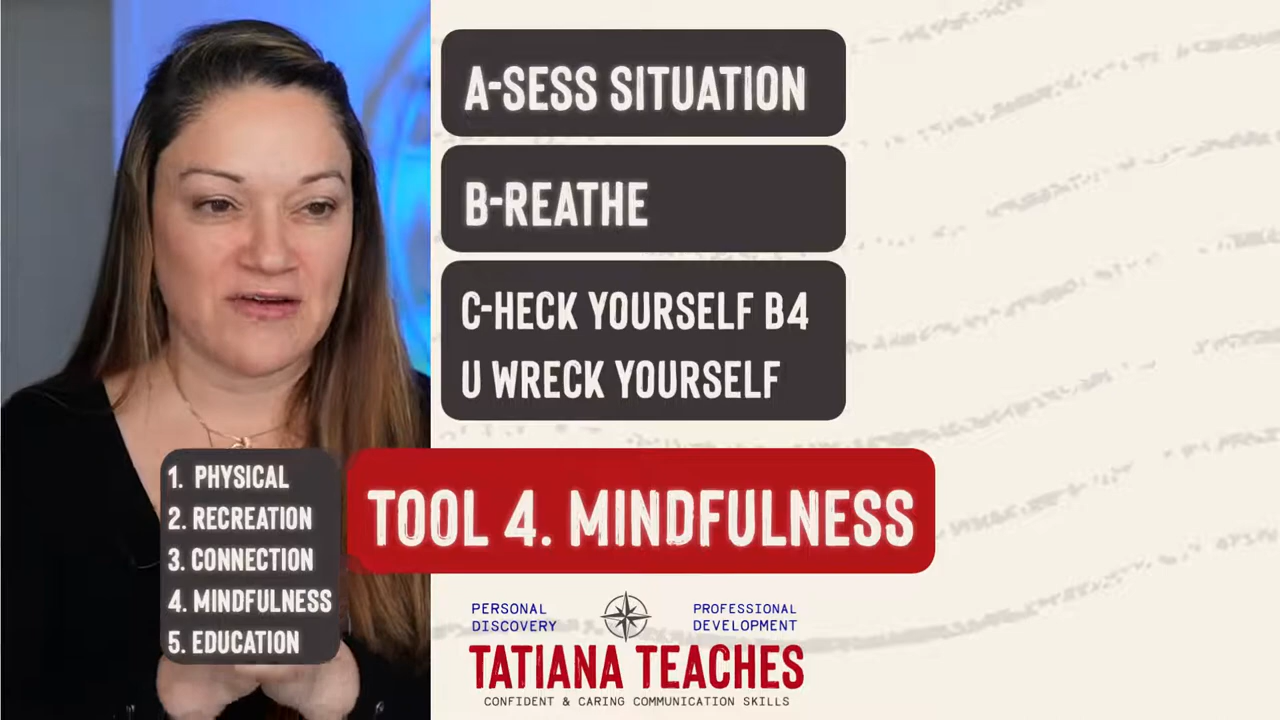 A-SESS SITUATION
B-REATHE
C-HECK YOURSELF B4
U WRECK YOURSELF
1. PHYSICAL
2. RECREATION
3. CONNECTION
4. MINDFULNESS
5. EDUCATION
TOOL 4. MINDFULNESS
PERSONAL
DISCOVERY
PROFESSIONAL
DEVELOPMENT
TATIANA TEACHES
CONFIDENT & CARING COMMUNICATION SKILLS